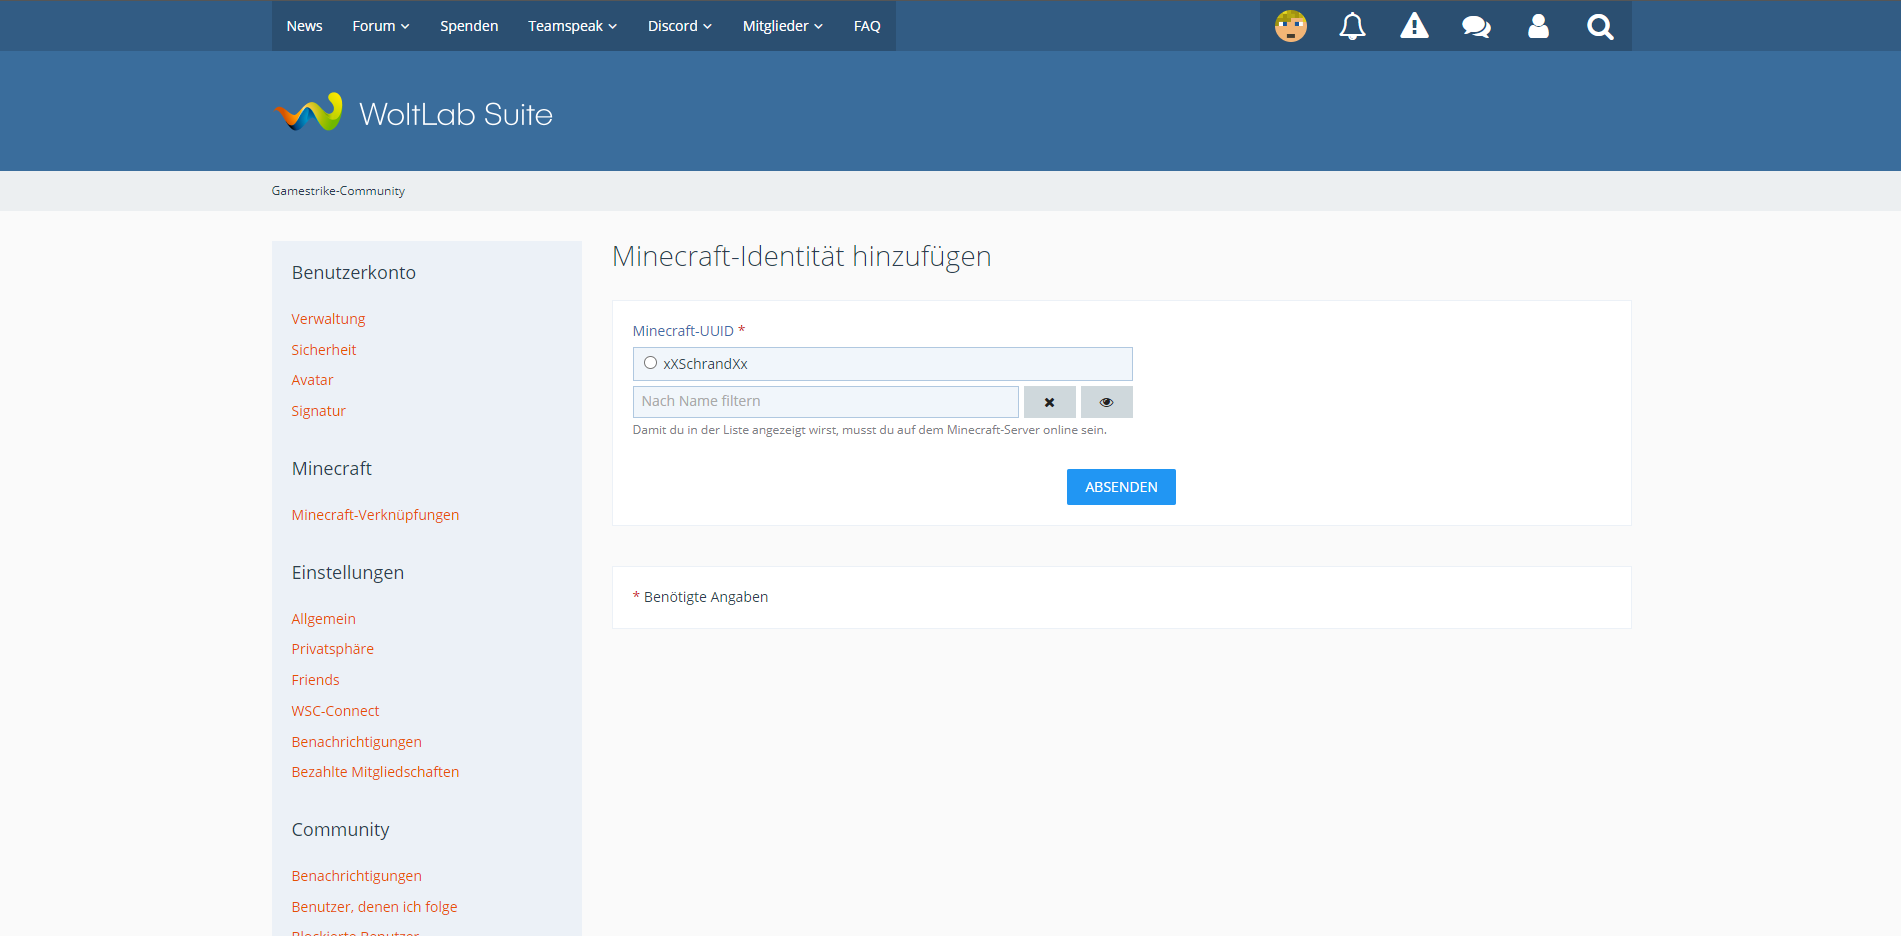 News Forum Spenden Teamspeak Discord Mitglieder FAQ
WoltLab Suite
Gamestrike-Community
Benutzerkonto
Verwaltung
Sicherheit
Avatar
Signatur
Minecraft
Minecraft-Verknüpfungen
Einstellungen
Allgemein
Privatsphäre
Friends
WSC-Connect
Benachrichtigungen
Bezahlte Mitgliedschaften
Community
Benachrichtigungen
Benutzer, denen ich folge
Blockierte Benutzer
Minecraft-Identität hinzufügen
Minecraft-UUID *
xXSchrandXx
Nach Name filtern
Damit du in der Liste angezeigt wirst, musst du auf dem Minecraft-Server online sein.
ABSENDEN
* Benötigte Angaben